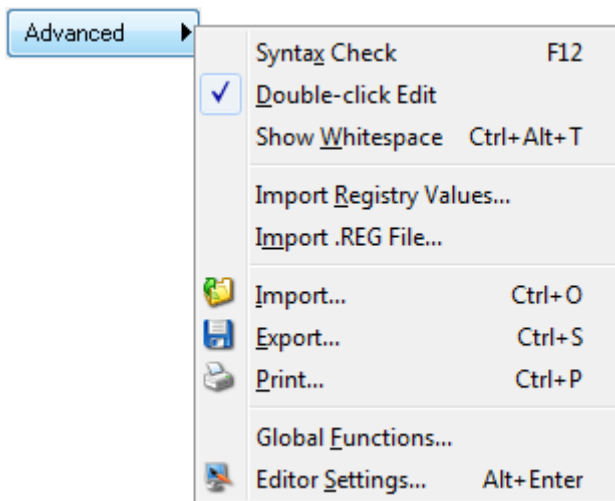 Advanced
Syntax Check F12
Double-click Edit
Show Whitespace Ctrl+Alt+T
Import Registry Values...
Import .REG File...
Import... Ctrl+O
Export... Ctrl+S
Print... Ctrl+P
Global Functions...
Editor Settings... Alt+Enter